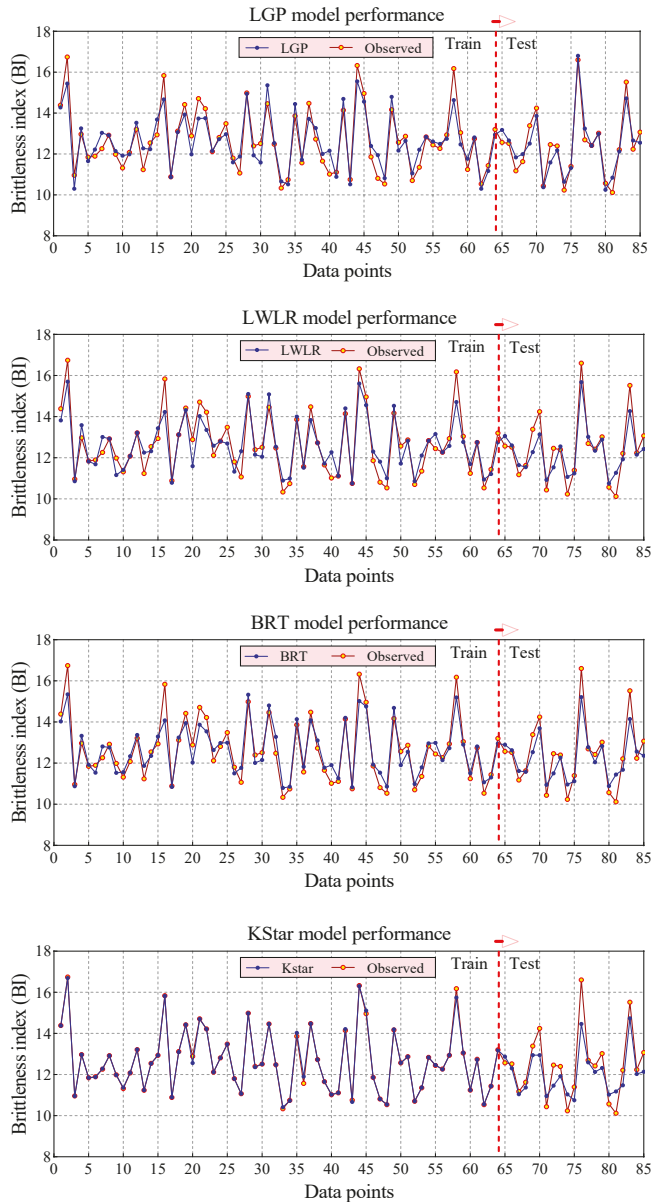 LGP model performance
Brittleness index (BI)
18
16
14
12
10
8
LGP Observed
Train Test
0 5 10 15 20 25 30 35 40 45 50 55 60 65 70 75 80 85
Data points
LWLR model performance
Brittleness index (BI)
18
16
14
12
10
8
LWLR Observed
Train Test
0 5 10 15 20 25 30 35 40 45 50 55 60 65 70 75 80 85
Data points
BRT model performance
Brittleness index (BI)
18
16
14
12
10
8
BRT Observed
Train Test
0 5 10 15 20 25 30 35 40 45 50 55 60 65 70 75 80 85
Data points
KStar model performance
Brittleness index (BI)
18
16
14
12
10
8
Kstar Observed
Train Test
0 5 10 15 20 25 30 35 40 45 50 55 60 65 70 75 80 85
Data points